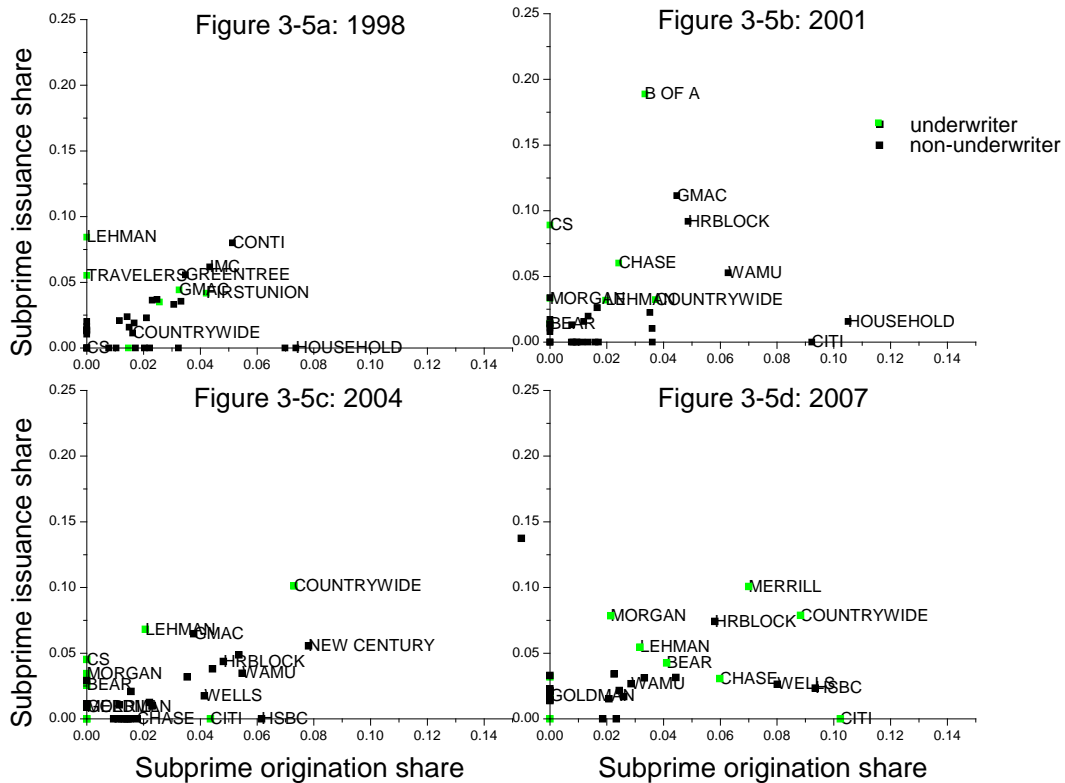 Figure 3-5a: 1998
Subprime issuance share
0.25
0.20
0.15
0.10
0.05
0.00
LEHMAN
CONTI
IMC
TRAVELERS
GREENTREE
GMAC
FIRSTUNION
COUNTRYWIDE
CS
HOUSEHOLD
0.00 0.02 0.04 0.06 0.08 0.10 0.12 0.14
Figure 3-5b: 2001
0.25
0.20
0.15
0.10
0.05
0.00
B OF A
underwriter
non-underwriter
GMAC
CS
HRBLOCK
CHASE
WAMU
MORGAN
LEHMAN
COUNTRYWIDE
BEAR
HOUSEHOLD
CITI
0.00 0.02 0.04 0.06 0.08 0.10 0.12 0.14
Figure 3-5c: 2004
Subprime issuance share
0.25
0.20
0.15
0.10
0.05
0.00
COUNTRYWIDE
LEHMAN
GMAC
NEW CENTURY
CS
HRBLOCK
MORGAN
WAMU
BEAR
WELLS
CHASE
CITI
HSBC
0.00 0.02 0.04 0.06 0.08 0.10 0.12 0.14
Subprime origination share
Figure 3-5d: 2007
0.25
0.20
0.15
0.10
0.05
0.00
MERRILL
MORGAN
COUNTRYWIDE
HRBLOCK
LEHMAN
BEAR
CHASE
WAMU
WELLS
HSBC
GOLDMAN
CITI
0.00 0.02 0.04 0.06 0.08 0.10 0.12 0.14
Subprime origination share